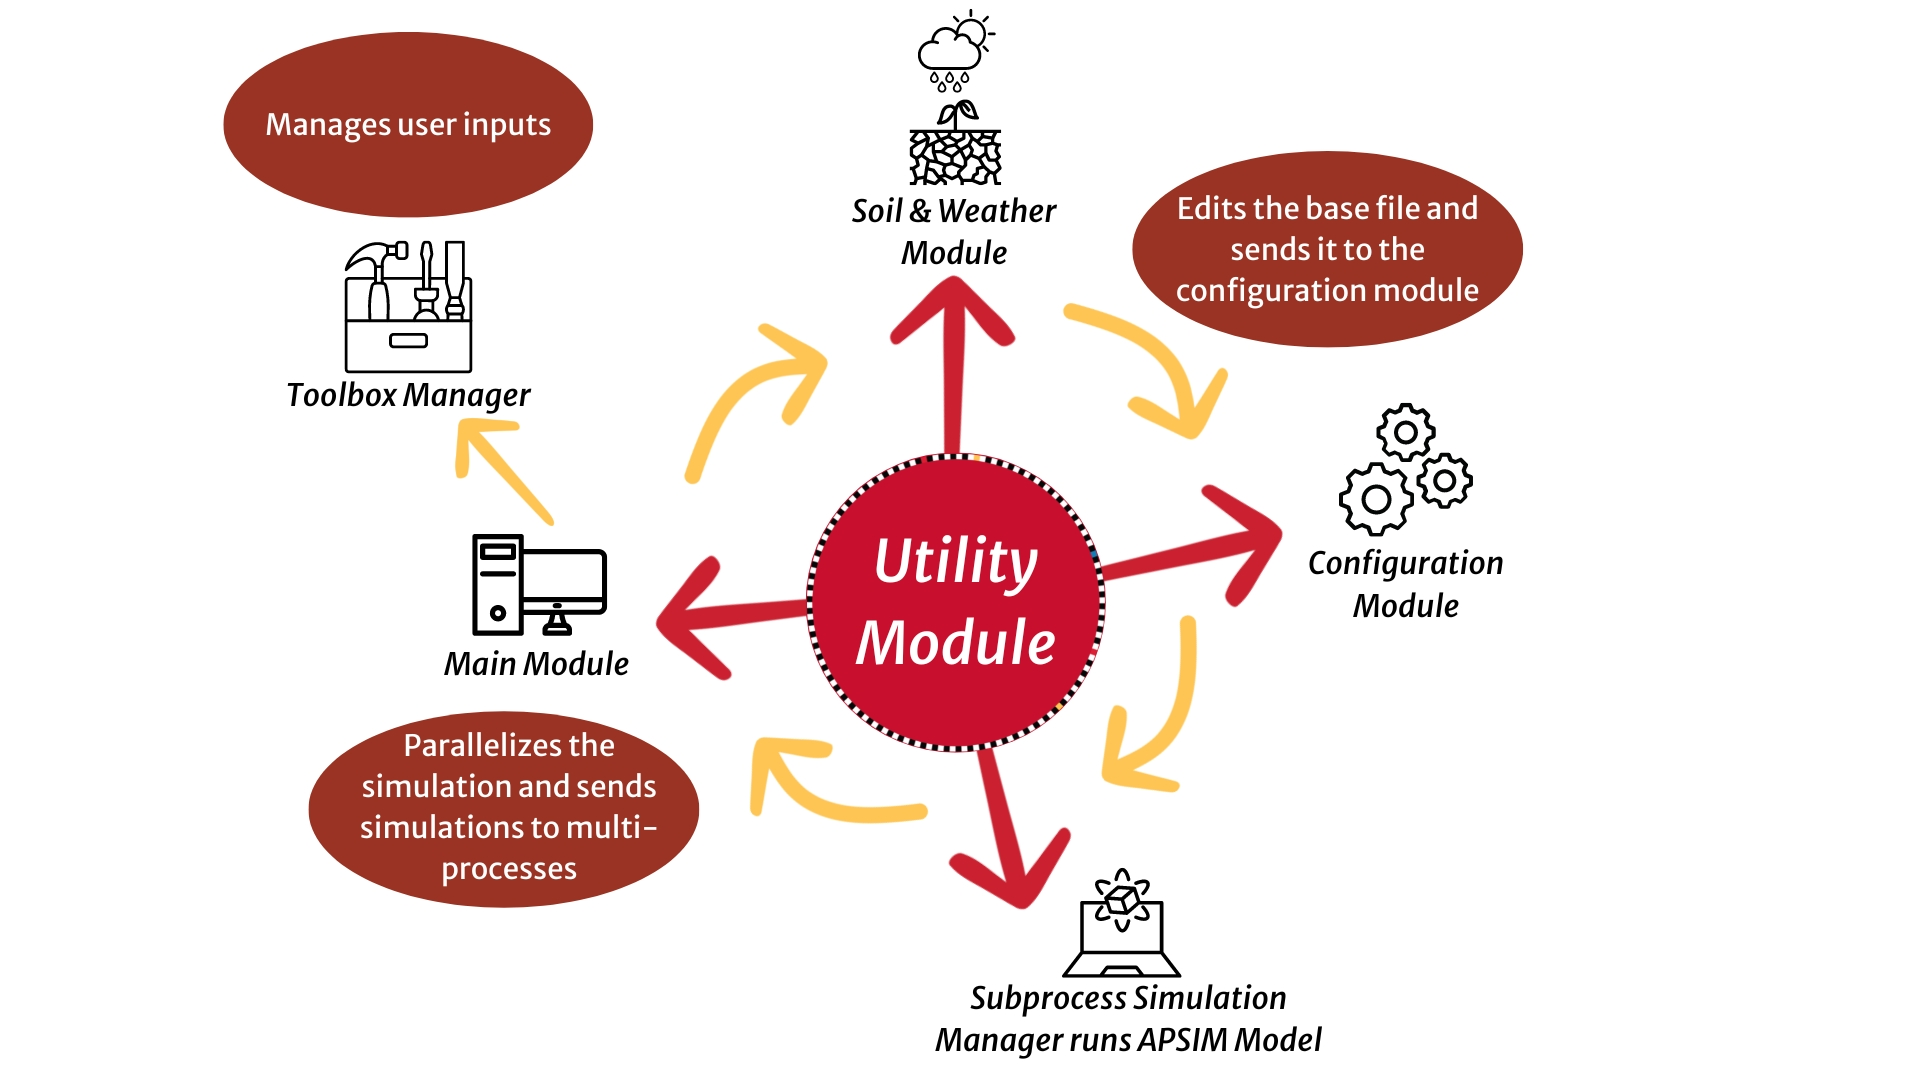 Manages user inputs
Soil & Weather
Module
Edits the base file and
sends it to the
configuration module
Toolbox Manager
Utility
Module
Configuration
Module
Main Module
Parallelizes the
simulation and sends
simulations to multi-
processes
Subprocess Simulation
Manager runs APSIM Model